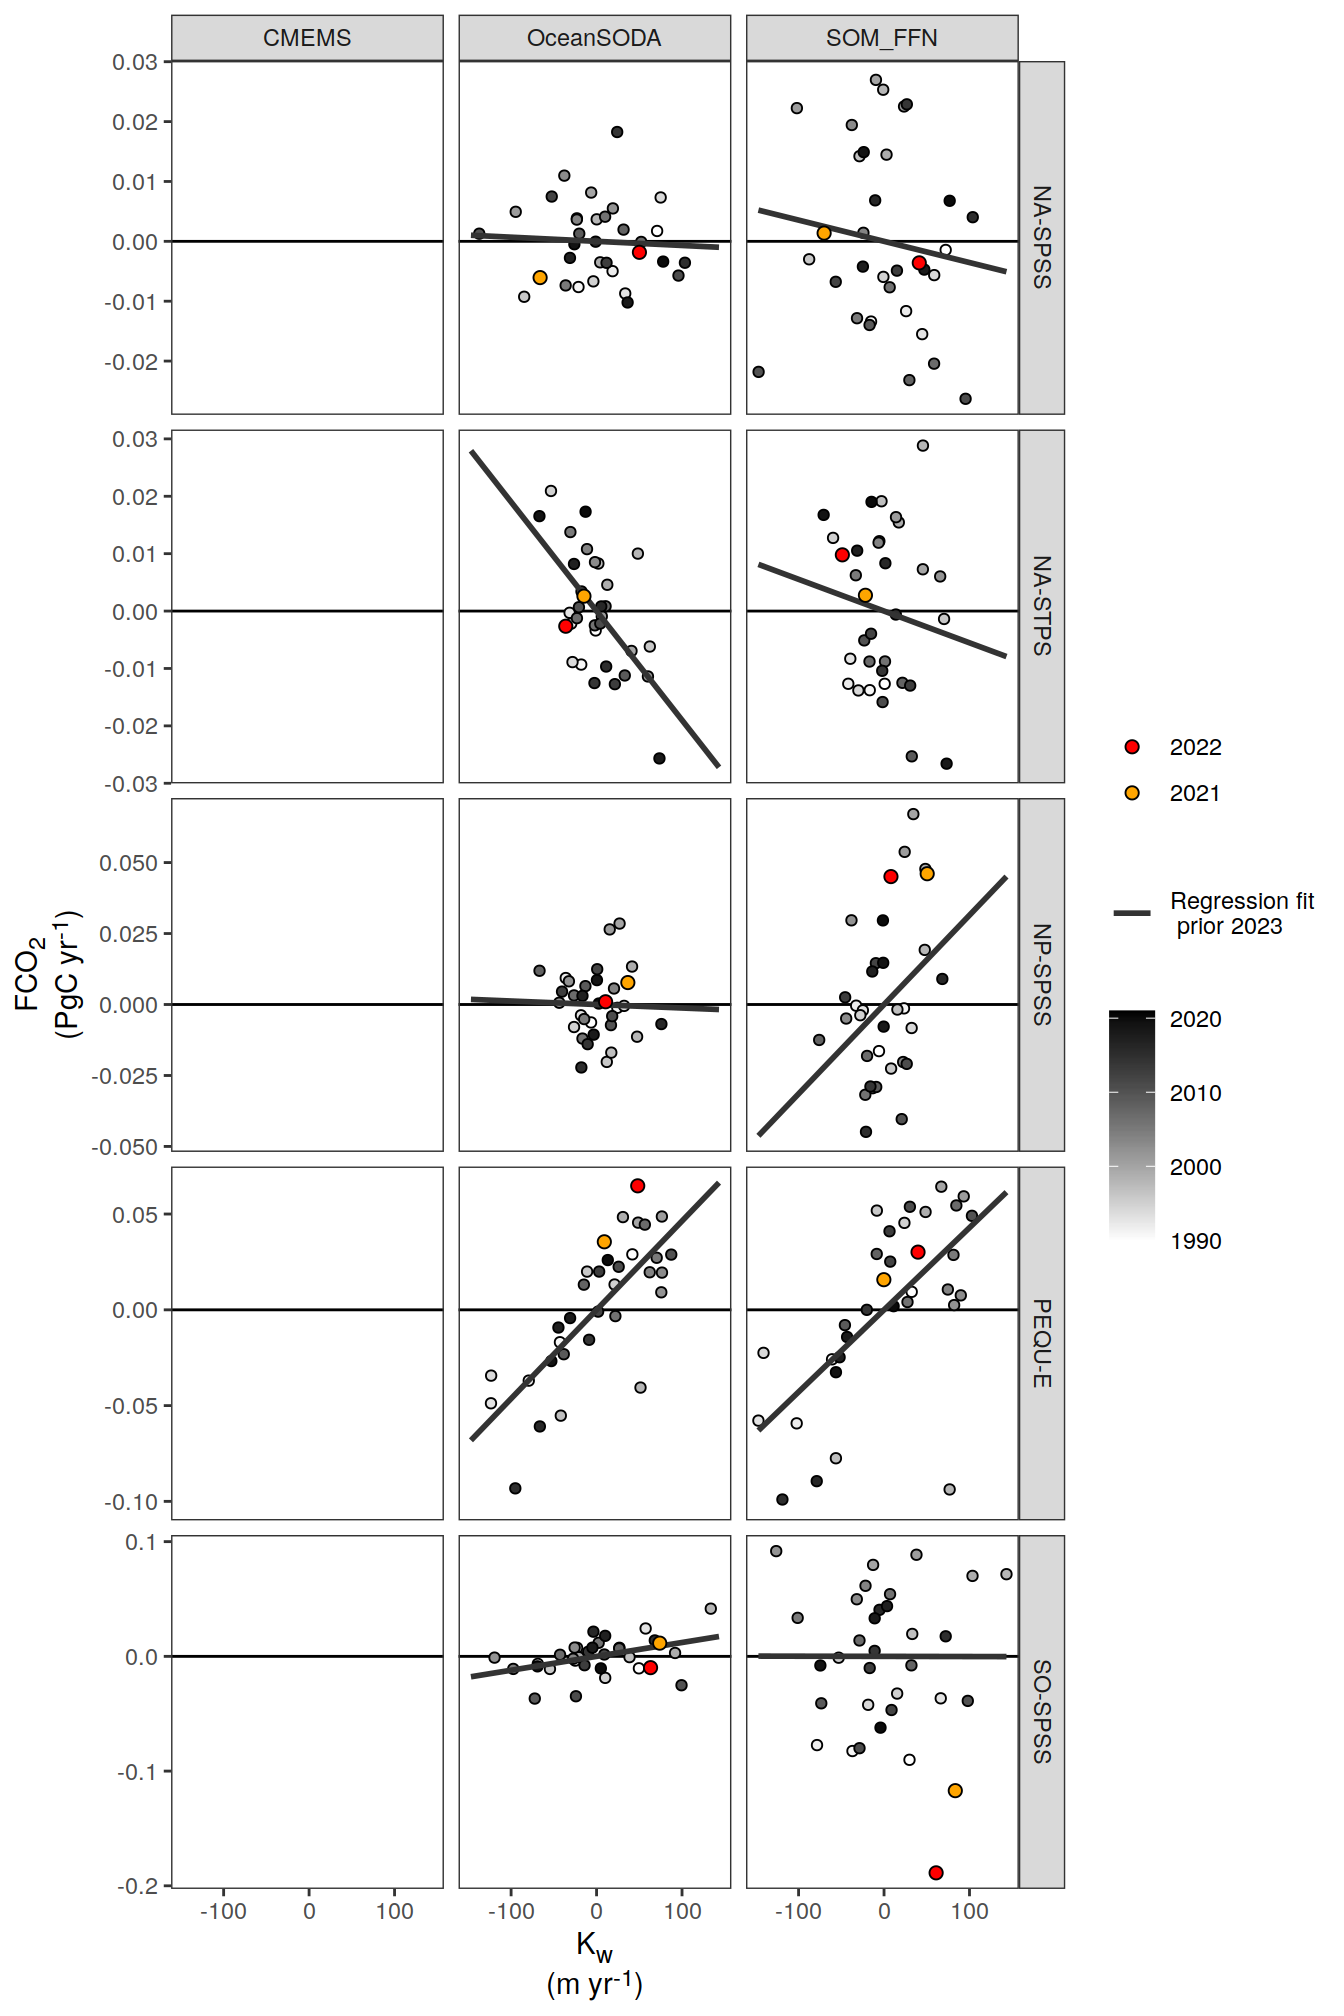 CMEMS OceanSODA SOM_FFN
0.03
0.02
0.01
0.00
-0.01
-0.02
NA-SPSS
0.03
0.02
0.01
0.00
-0.01
-0.02
-0.03
NA-STPS
0.050
0.025
0.000
-0.025
-0.050
NP-SPSS
0.05
0.00
-0.05
-0.10
PEQU-E
0.1
0.0
-0.1
-0.2
SO-SPSS
-100 0 100 -100 0 100 -100 0 100
K_w
(m yr⁻¹)
FCO₂
(PgC yr⁻¹)
2022
2021
Regression fit
prior 2023
2020
2010
2000
1990